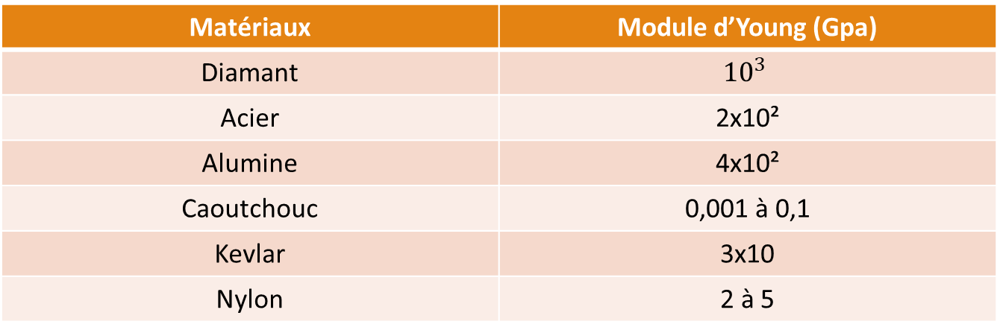 Matériaux Module d’Young (Gpa)
Diamant 10³
Acier 2x10²
Alumine 4x10²
Caoutchouc 0,001 à 0,1
Kevlar 3x10
Nylon 2 à 5